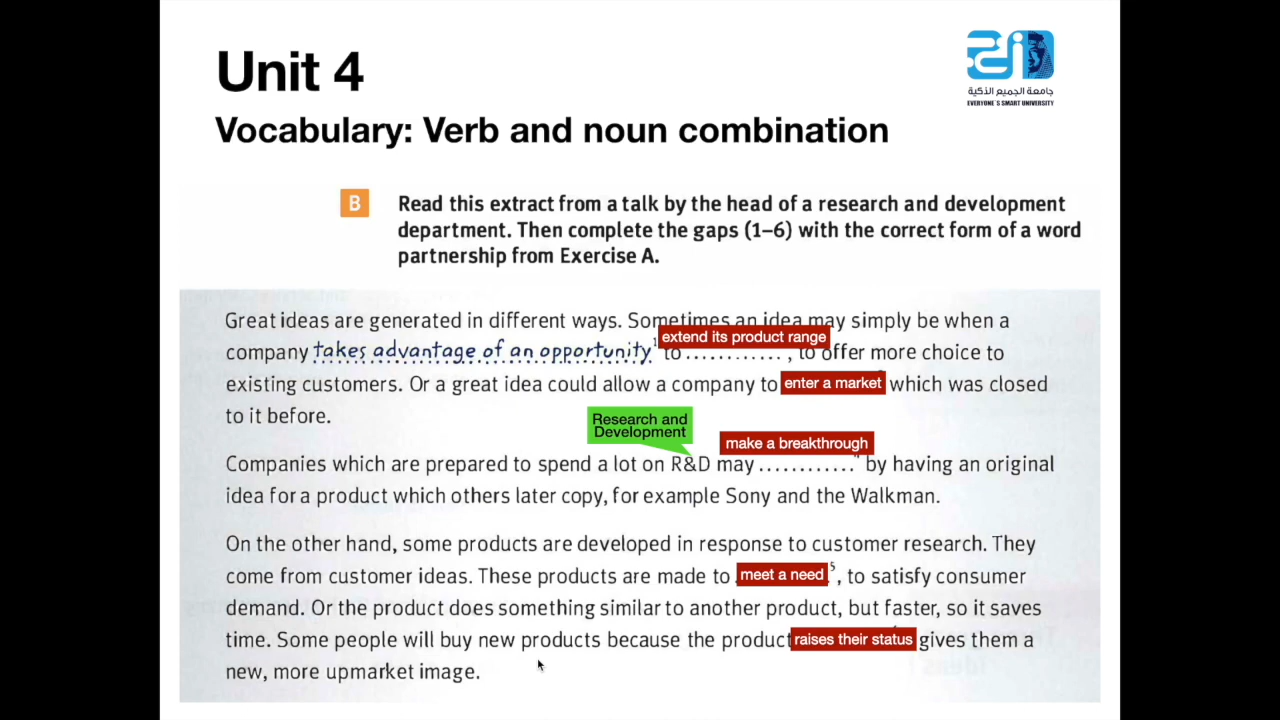 Unit 4
جامعة الجميع الذكية
EVERYONE`S SMART UNIVERSITY
Vocabulary: Verb and noun combination
B
Read this extract from a talk by the head of a research and development
department. Then complete the gaps (1–6) with the correct form of a word
partnership from Exercise A.
Great ideas are generated in different ways. Sometimes an idea may simply be when a
extend its product range
company takes advantage of an opportunity¹ to ............ , to offer more choice to
existing customers. Or a great idea could allow a company to enter a market which was closed
to it before.
Research and
Development
make a breakthrough
Companies which are prepared to spend a lot on R&D may ............⁴ by having an original
idea for a product which others later copy, for example Sony and the Walkman.
On the other hand, some products are developed in response to customer research. They
come from customer ideas. These products are made to meet a need ⁵, to satisfy consumer
demand. Or the product does something similar to another product, but faster, so it saves
time. Some people will buy new products because the product raises their status gives them a
new, more upmarket image.